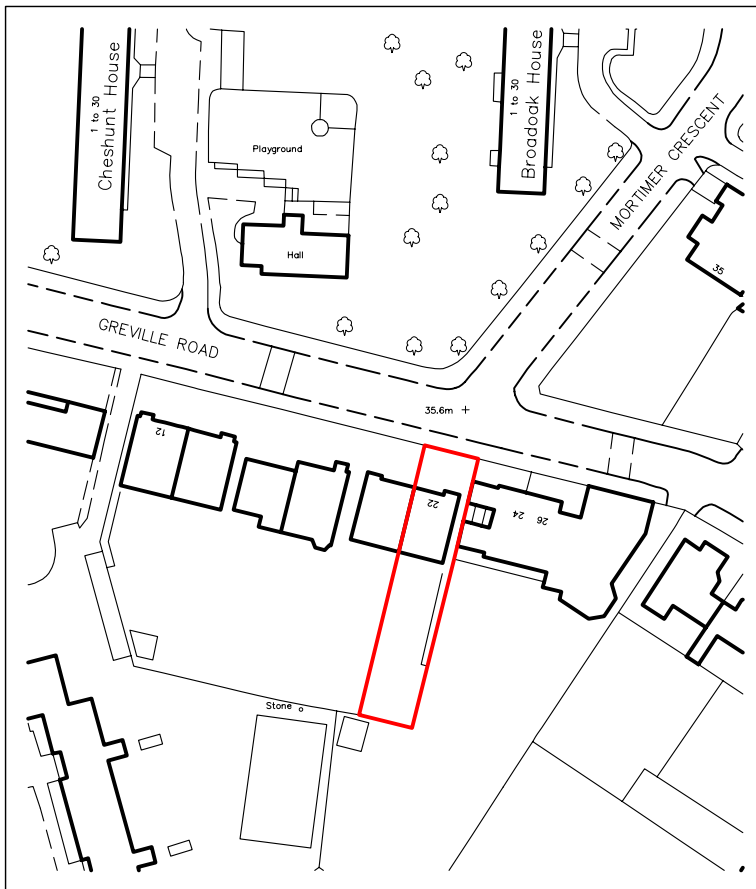 1 to 30
Cheshunt House
1 to 30
Broadoak House
Playground
MORTIMER CRESCENT
Hall
35
GREVILLE ROAD
35.6m
12
22
24
26
Stone